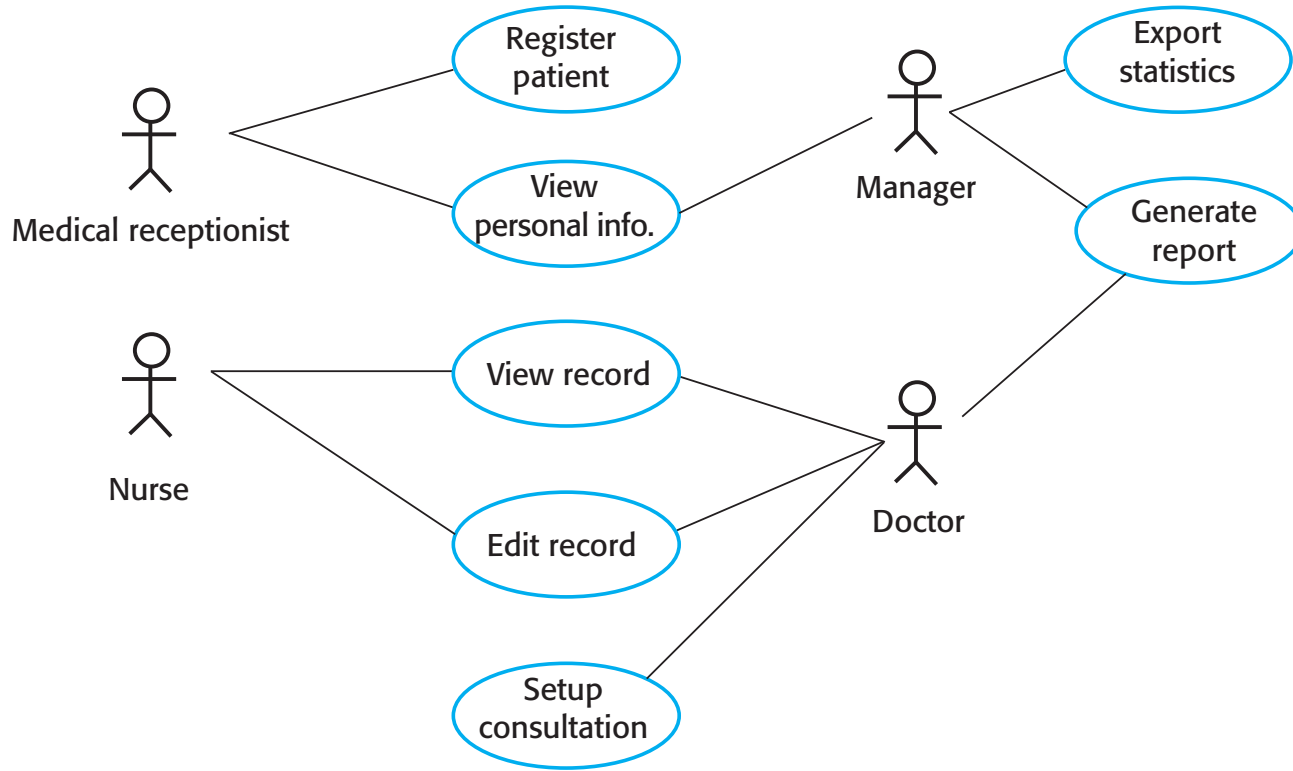 Register
patient
Export
statistics
Medical receptionist
View
personal info.
Manager
Generate
report
View record
Nurse
Edit record
Doctor
Setup
consultation